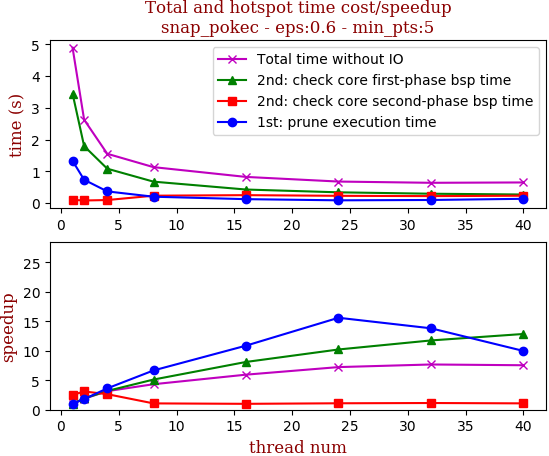 Total and hotspot time cost/speedup
snap_pokec - eps:0.6 - min_pts:5
time (s)
5
4
3
2
1
0
Total time without IO
2nd: check core first-phase bsp time
2nd: check core second-phase bsp time
1st: prune execution time
0 5 10 15 20 25 30 35 40
speedup
25
20
15
10
5
0
0 5 10 15 20 25 30 35 40
thread num